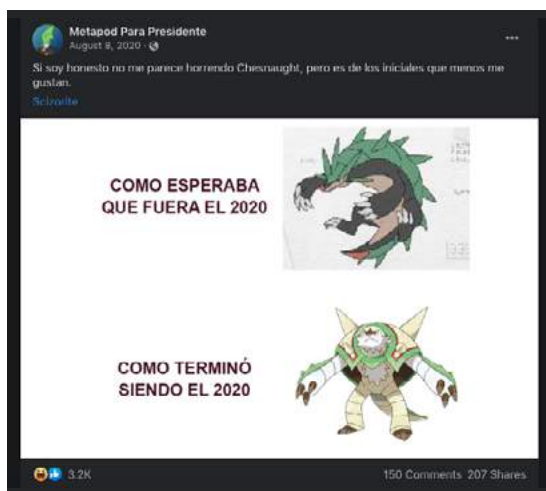 Metapod Para Presidente
August 8, 2020
Si soy honesto no me parece horrendo Chesnaught, pero es de los iniciales que menos me
gustan.
Scizorite
COMO ESPERABA
QUE FUERA EL 2020
COMO TERMINÓ
SIENDO EL 2020
3.2K
150 Comments 207 Shares